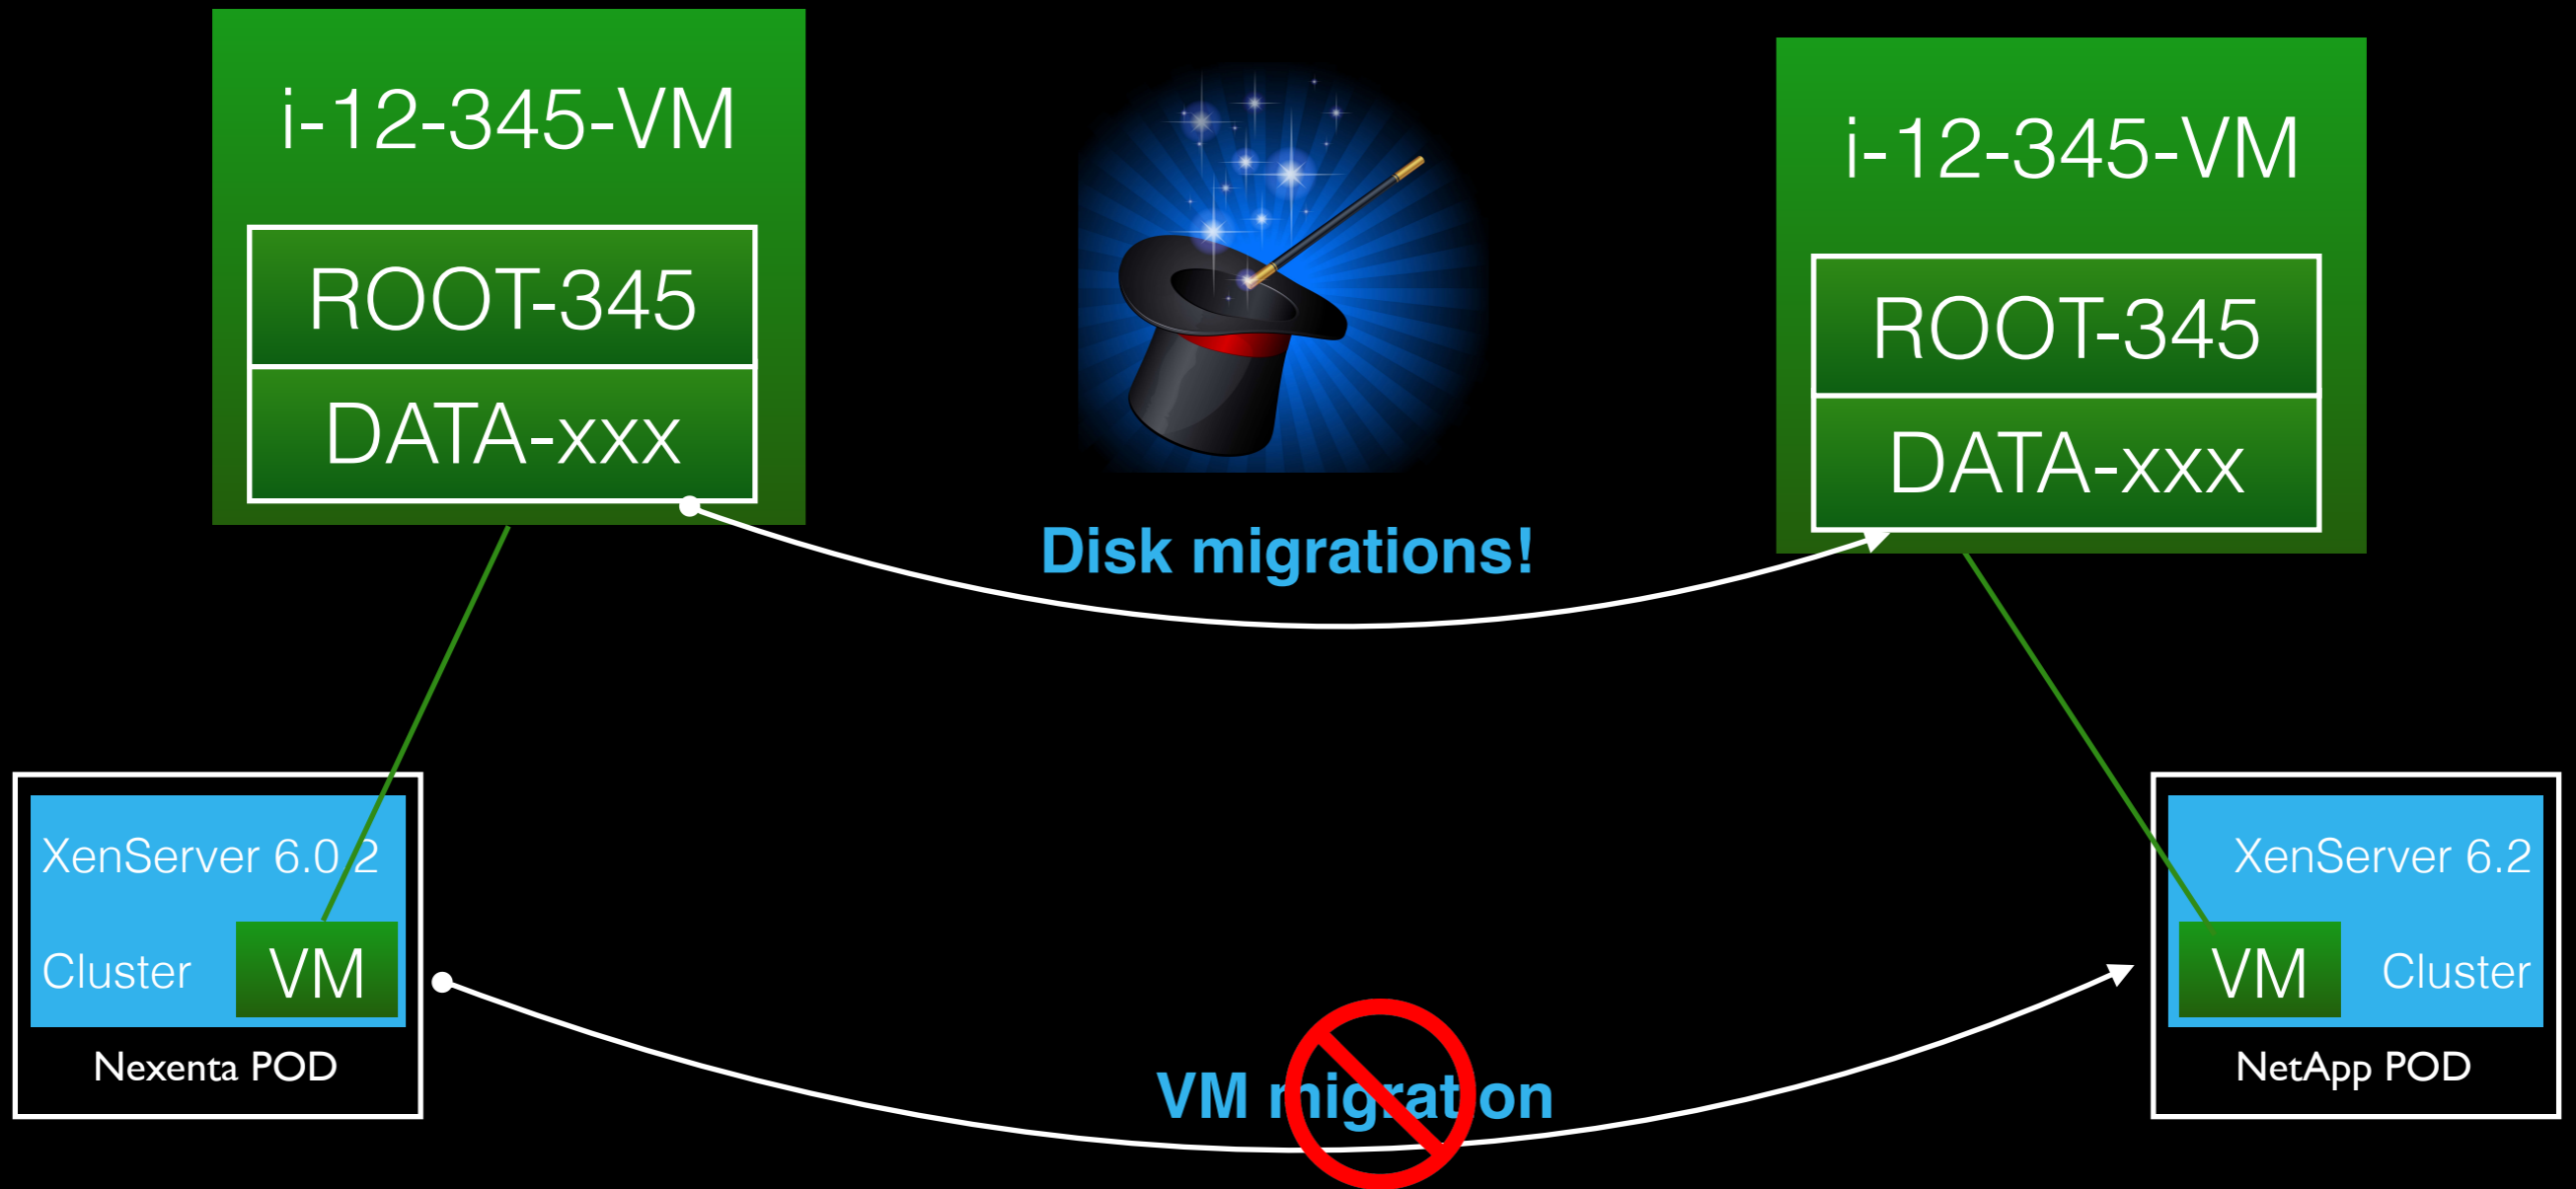 i-12-345-VM
ROOT-345
DATA-xxx
i-12-345-VM
ROOT-345
DATA-xxx
Disk migrations!
XenServer 6.0.2
Cluster
VM
Nexenta POD
XenServer 6.2
VM
Cluster
NetApp POD
VM migration